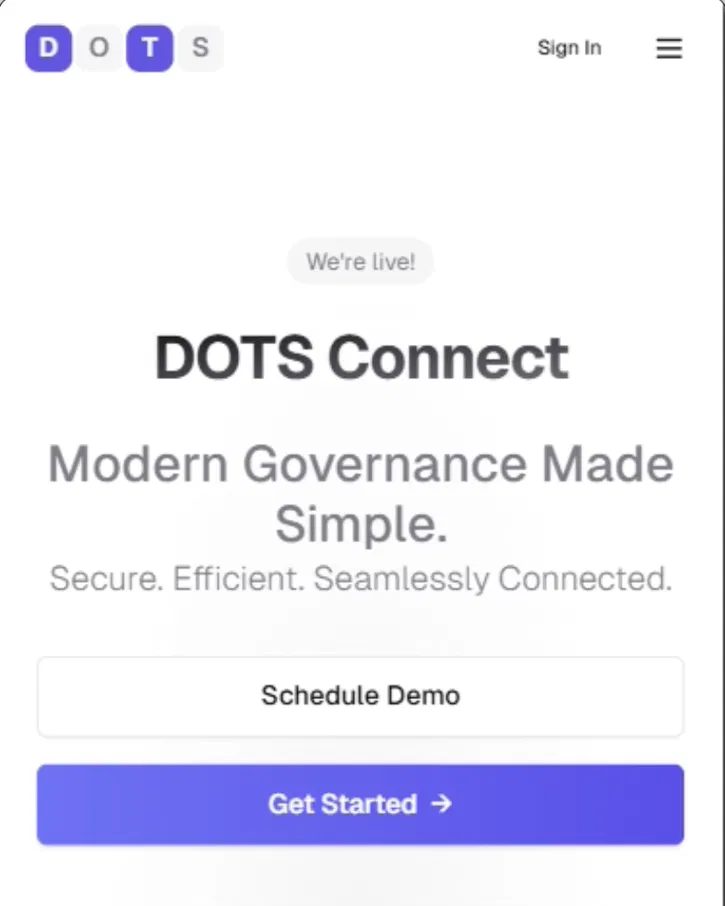 D O T S
Sign In
We're live!
DOTS Connect
Modern Governance Made
Simple.
Secure. Efficient. Seamlessly Connected.
Schedule Demo
Get Started →